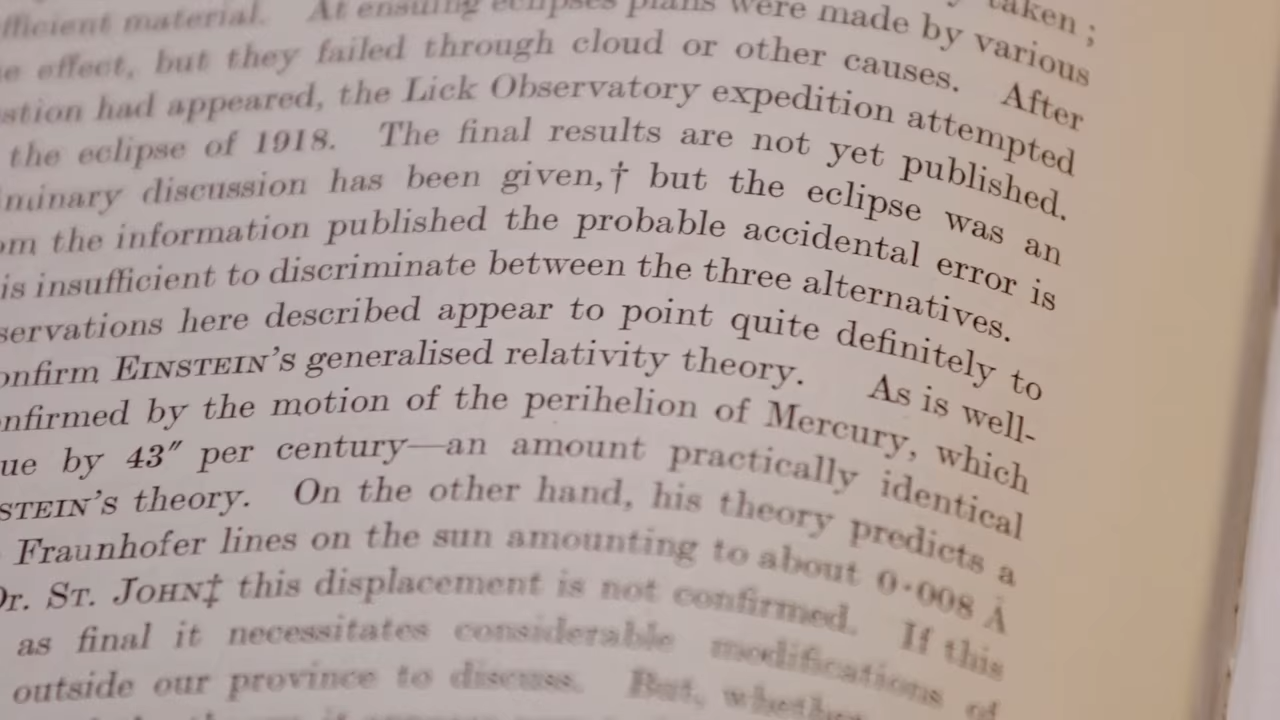 taken ;
fficient material. At ensuing eclipses plans were made by various
e effect, but they failed through cloud or other causes. After
ation had appeared, the Lick Observatory expedition attempted
the eclipse of 1918. The final results are not yet published.
minary discussion has been given,† but the eclipse was an
om the information published the probable accidental error is
is insufficient to discriminate between the three alternatives.
servations here described appear to point quite definitely to
onfirm EINSTEIN's generalised relativity theory. As is well-
nfirmed by the motion of the perihelion of Mercury, which
ue by 43″ per century—an amount practically identical
STEIN's theory. On the other hand, his theory predicts a
Fraunhofer lines on the sun amounting to about 0·008 Å
Dr. ST. JOHN‡ this displacement is not confirmed. If this
as final it necessitates considerable modifications of
outside our province to discuss. But, whether